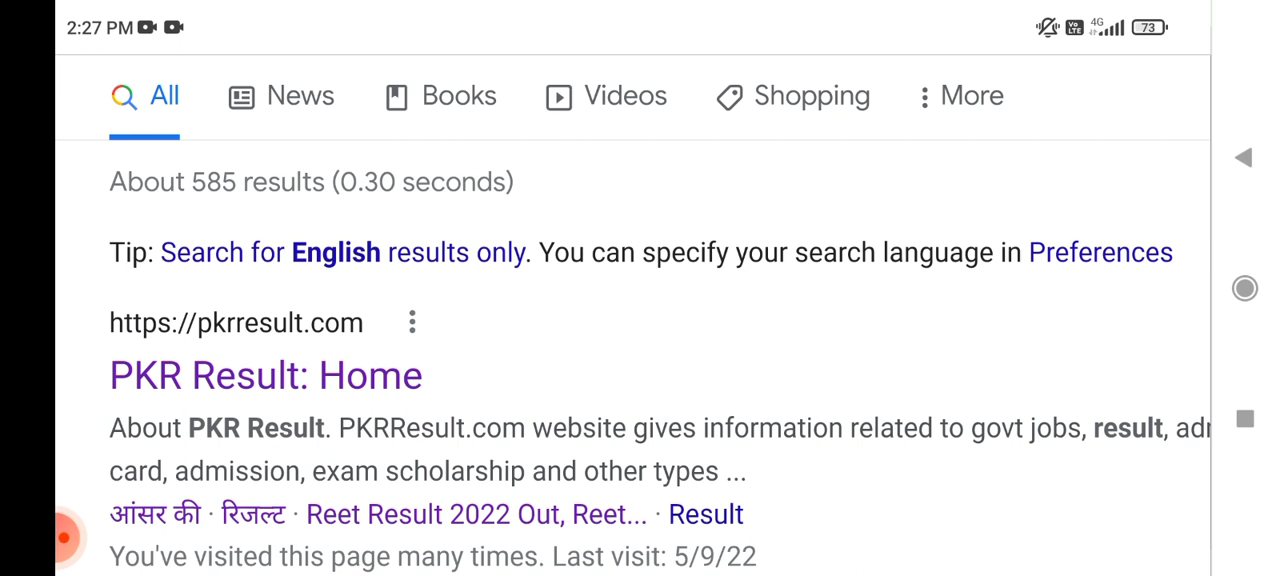 2:27 PM
Vo LTE 4G 73
All News Books Videos Shopping More
About 585 results (0.30 seconds)
Tip: Search for English results only. You can specify your search language in Preferences
https://pkrresult.com
PKR Result: Home
About PKR Result. PKRResult.com website gives information related to govt jobs, result, adr
card, admission, exam scholarship and other types ...
आंसर की · रिजल्ट · Reet Result 2022 Out, Reet... · Result
You've visited this page many times. Last visit: 5/9/22